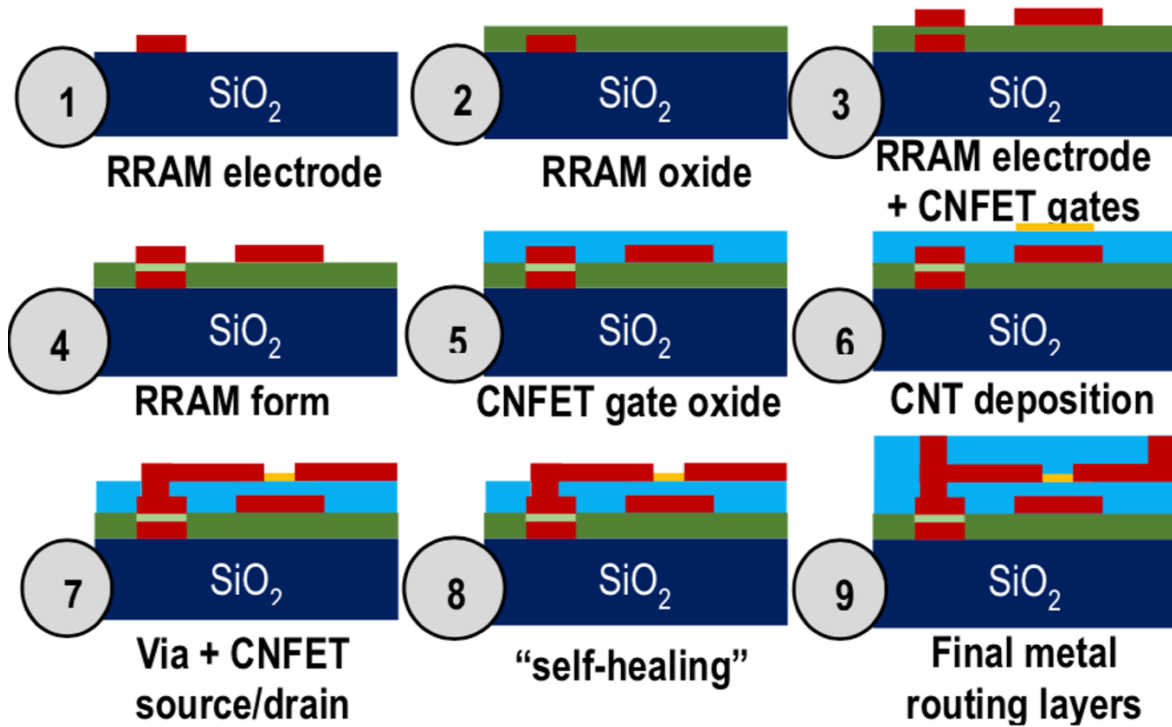 1
SiO₂
RRAM electrode
2
SiO₂
RRAM oxide
3
SiO₂
RRAM electrode
+ CNFET gates
4
SiO₂
RRAM form
5
SiO₂
CNFET gate oxide
6
SiO₂
CNT deposition
7
SiO₂
Via + CNFET
source/drain
8
SiO₂
“self-healing”
9
SiO₂
Final metal
routing layers